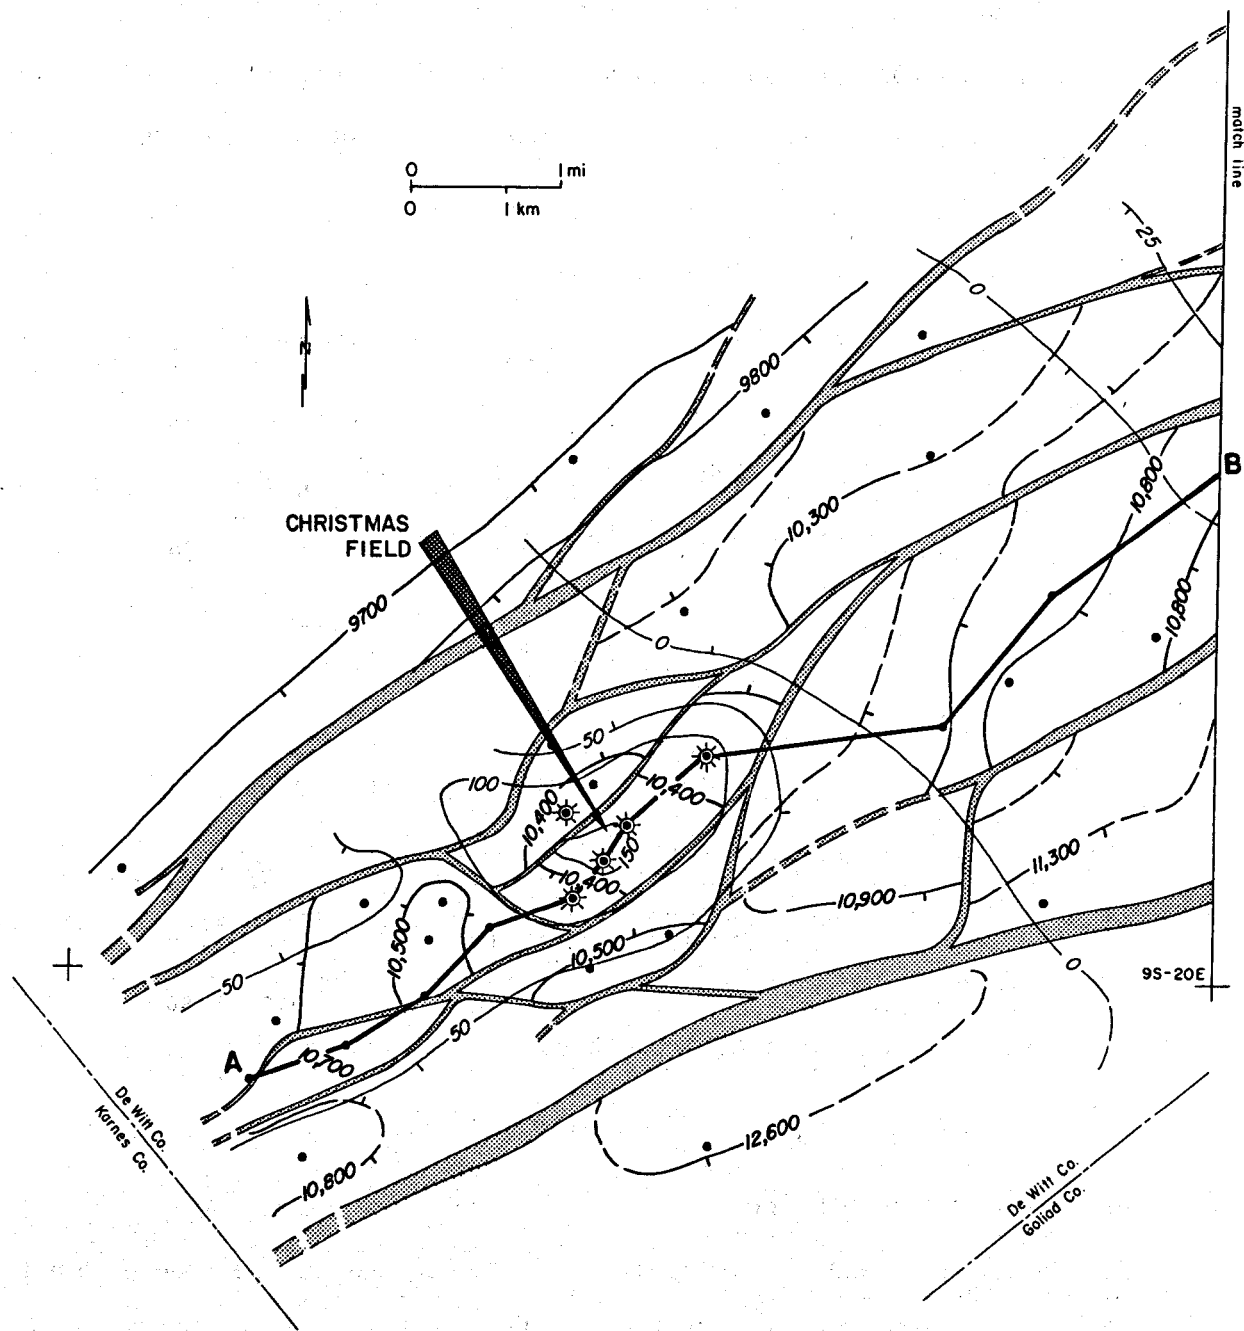 match line
0 1 mi
0 1 km
25
0
N
9800
CHRISTMAS
FIELD
10,300
10,800
B
9700
10,800
0
50
100
10,400
10,400
150
10,400
11,300
10,900
10,500
10,500
50
0
9S-20E
50
A
10,700
De Witt Co.
Karnes Co.
12,600
10,800
De Witt Co.
Goliad Co.